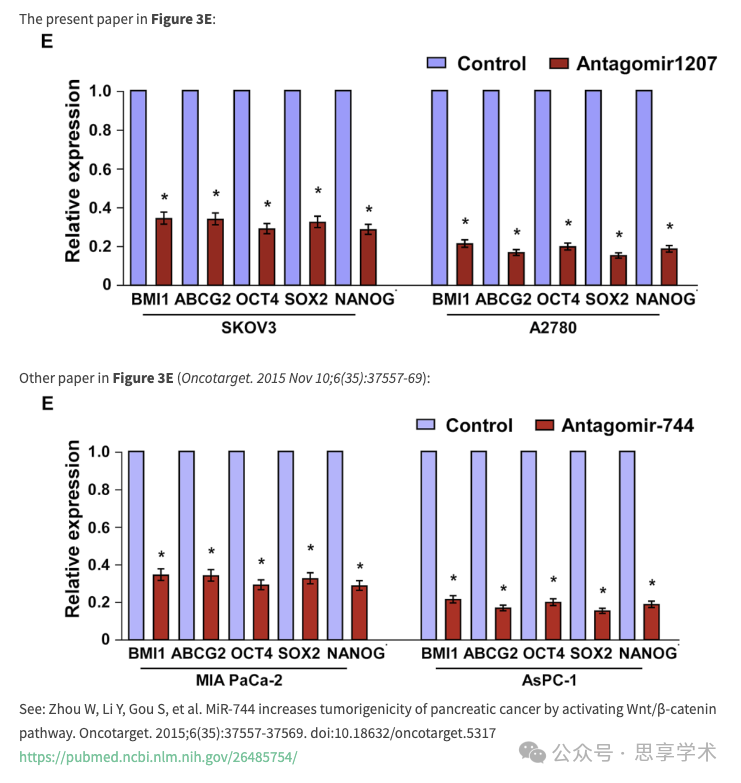 The present paper in Figure 3E:
E
Control Antagomir1207
Relative expression
1.0
0.8
0.6
0.4
0.2
0
* * * * * * * * * *
BMI1 ABCG2 OCT4 SOX2 NANOG BMI1 ABCG2 OCT4 SOX2 NANOG
SKOV3 A2780
Other paper in Figure 3E (Oncotarget. 2015 Nov 10;6(35):37557-69):
E
Control Antagomir-744
Relative expression
1.0
0.8
0.6
0.4
0.2
0
* * * * * * * * * *
BMI1 ABCG2 OCT4 SOX2 NANOG BMI1 ABCG2 OCT4 SOX2 NANOG
MIA PaCa-2 AsPC-1
See: Zhou W, Li Y, Gou S, et al. MiR-744 increases tumorigenicity of pancreatic cancer by activating Wnt/β-catenin
pathway. Oncotarget. 2015;6(35):37557-37569. doi:10.18632/oncotarget.5317
https://pubmed.ncbi.nlm.nih.gov/26485754/
公众号 · 思享学术